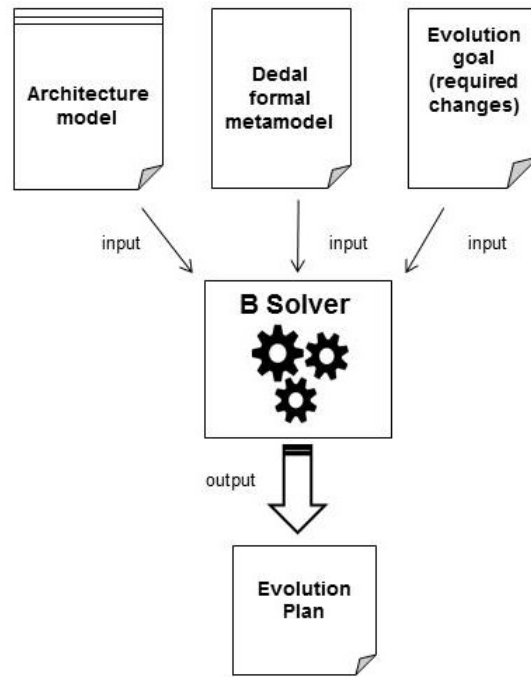 Architecture
model
Dedal
formal
metamodel
Evolution
goal
(required
changes)
input
input
input
B Solver
output
Evolution
Plan